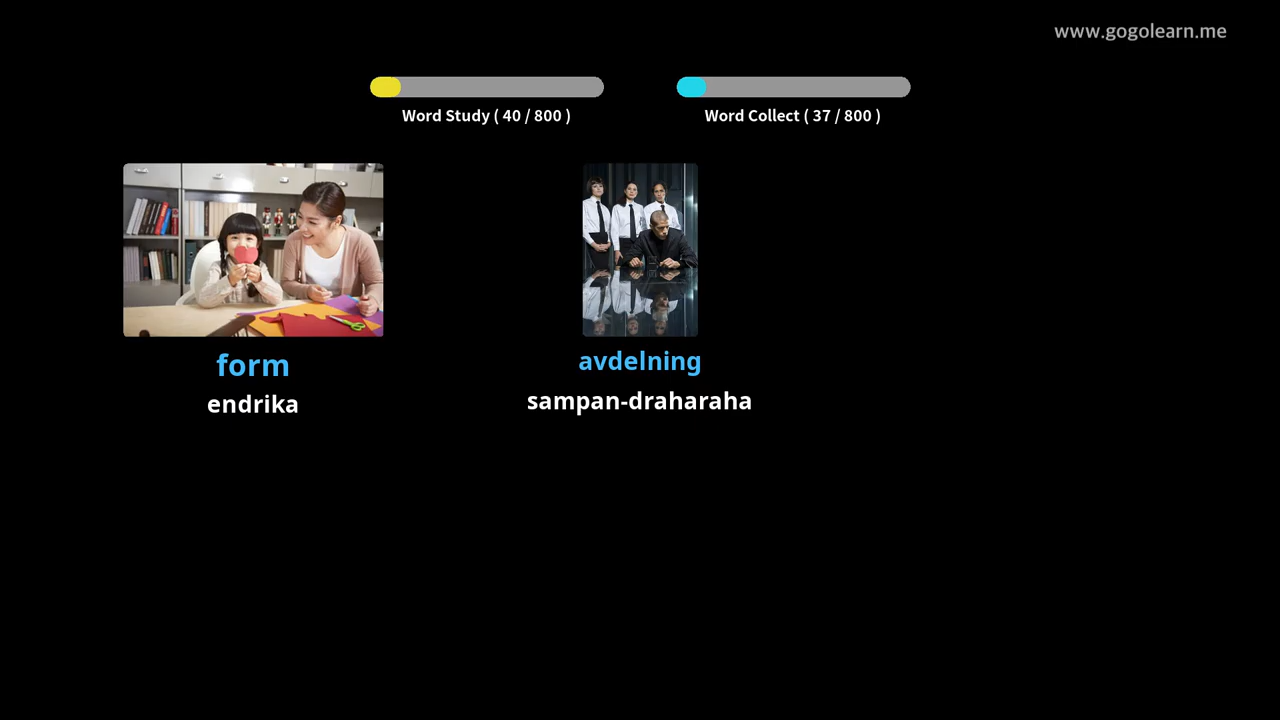 www.gogolearn.me
Word Study ( 40 / 800 )
Word Collect ( 37 / 800 )
form
endrika
avdelning
sampan-draharaha